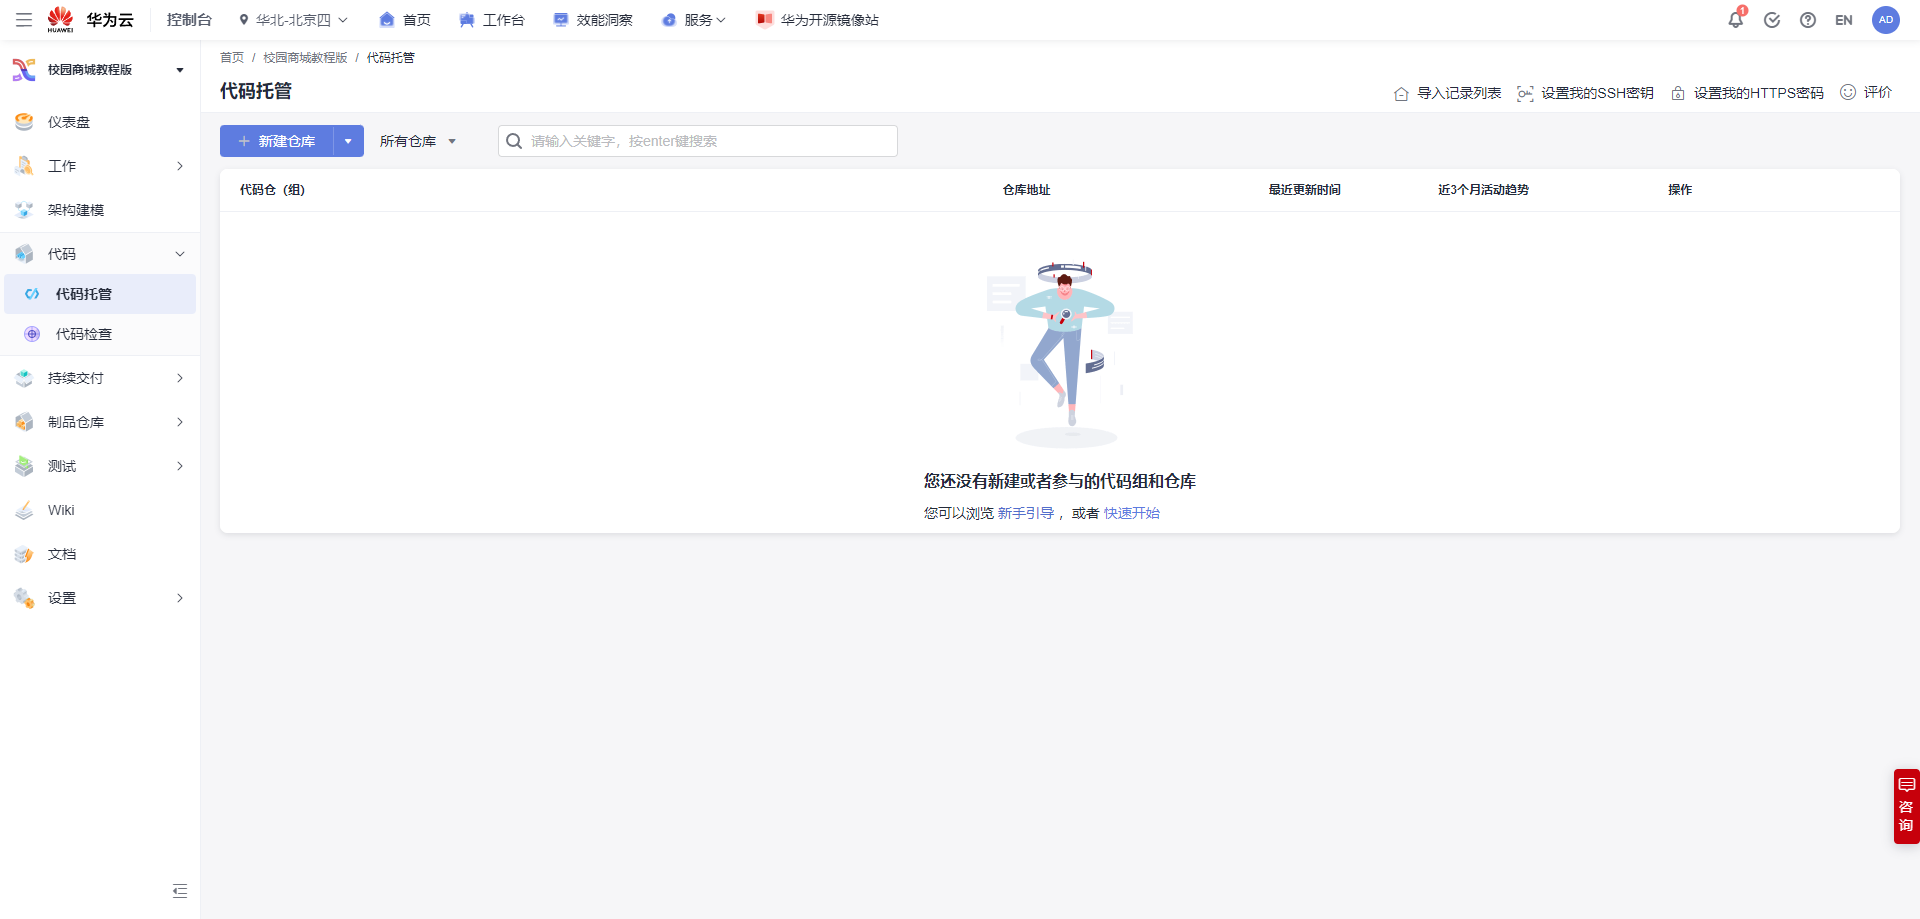 HUAWEI 华为云 控制台 华北-北京四 首页 工作台 效能洞察 服务 华为开源镜像站 1 EN AD
校园商城教程版
仪表盘
工作
架构建模
代码
代码托管
代码检查
持续交付
制品仓库
测试
Wiki
文档
设置
首页 / 校园商城教程版 / 代码托管
代码托管
导入记录列表 设置我的SSH密钥 设置我的HTTPS密码 评价
新建仓库 所有仓库 请输入关键字，按enter键搜索
代码仓（组） 仓库地址 最近更新时间 近3个月活动趋势 操作
您还没有新建或者参与的代码组和仓库
您可以浏览 新手引导 ，或者 快速开始
咨询